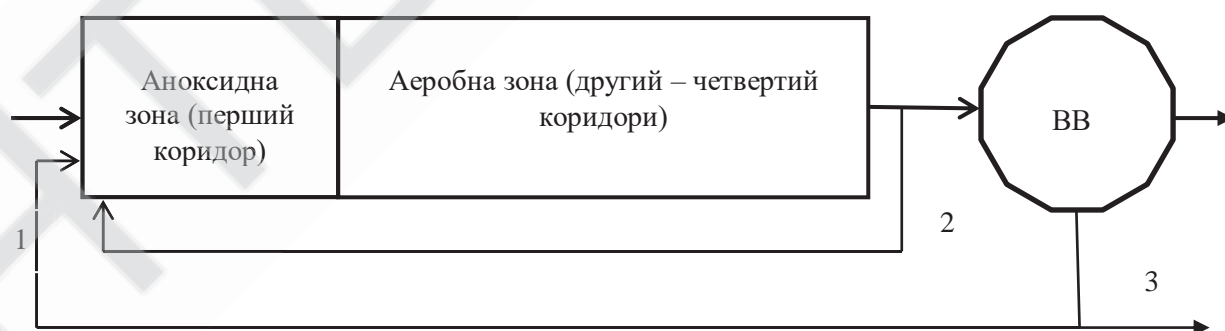 Аноксидна
зона (перший
коридор)
Аеробна зона (другий – четвертий
коридори)
ВВ
1
2
3